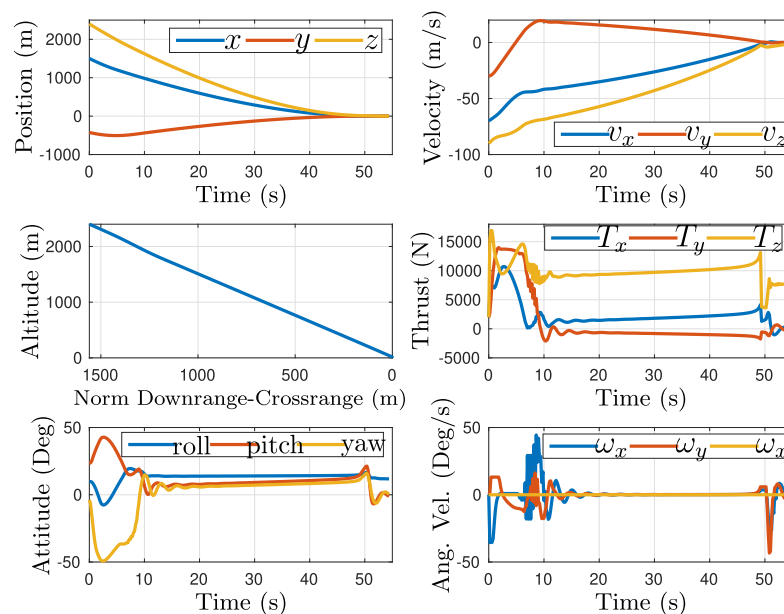 Position (m)
2000
1000
0
-1000
x y z
0 10 20 30 40 50
Time (s)
Velocity (m/s)
0
-50
-100
v_x v_y v_z
0 10 20 30 40 50
Time (s)
Altitude (m)
2000
1000
0
1500 1000 500 0
Norm Downrange-Crossrange (m)
Thrust (N)
15000
10000
5000
0
-5000
T_x T_y T_z
0 10 20 30 40 50
Time (s)
Attitude (Deg)
50
0
-50
roll pitch yaw
0 10 20 30 40 50
Time (s)
Ang. Vel. (Deg/s)
50
0
-50
ω_x ω_y ω_x
0 10 20 30 40 50
Time (s)